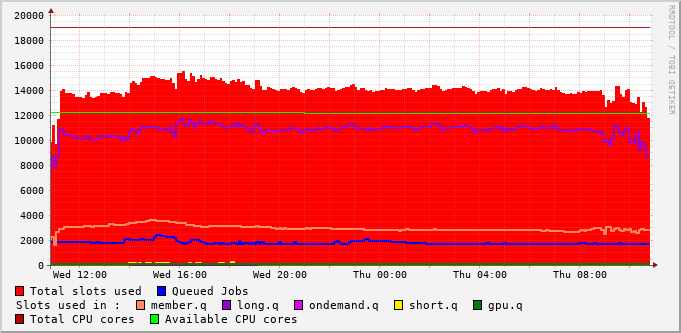 20000
18000
16000
14000
12000
10000
8000
6000
4000
2000
0
Wed 12:00 Wed 16:00 Wed 20:00 Thu 00:00 Thu 04:00 Thu 08:00
RRDTOOL / TOBI OETIKER
Total slots used Queued Jobs
Slots used in : member.q long.q ondemand.q short.q gpu.q
Total CPU cores Available CPU cores